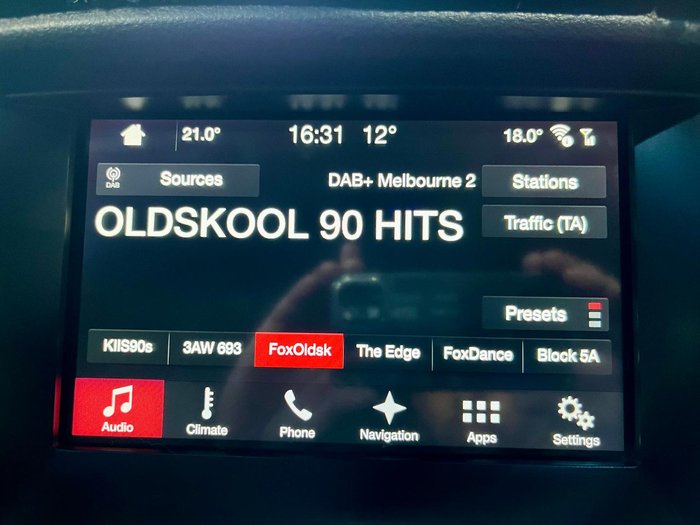 21.0° 16:31 12° 18.0°
DAB Sources DAB+ Melbourne 2 Stations
OLDSKOOL 90 HITS Traffic (TA)
Presets
KIIS90s 3AW 693 FoxOldsk The Edge FoxDance Block 5A
Audio Climate Phone Navigation Apps Settings